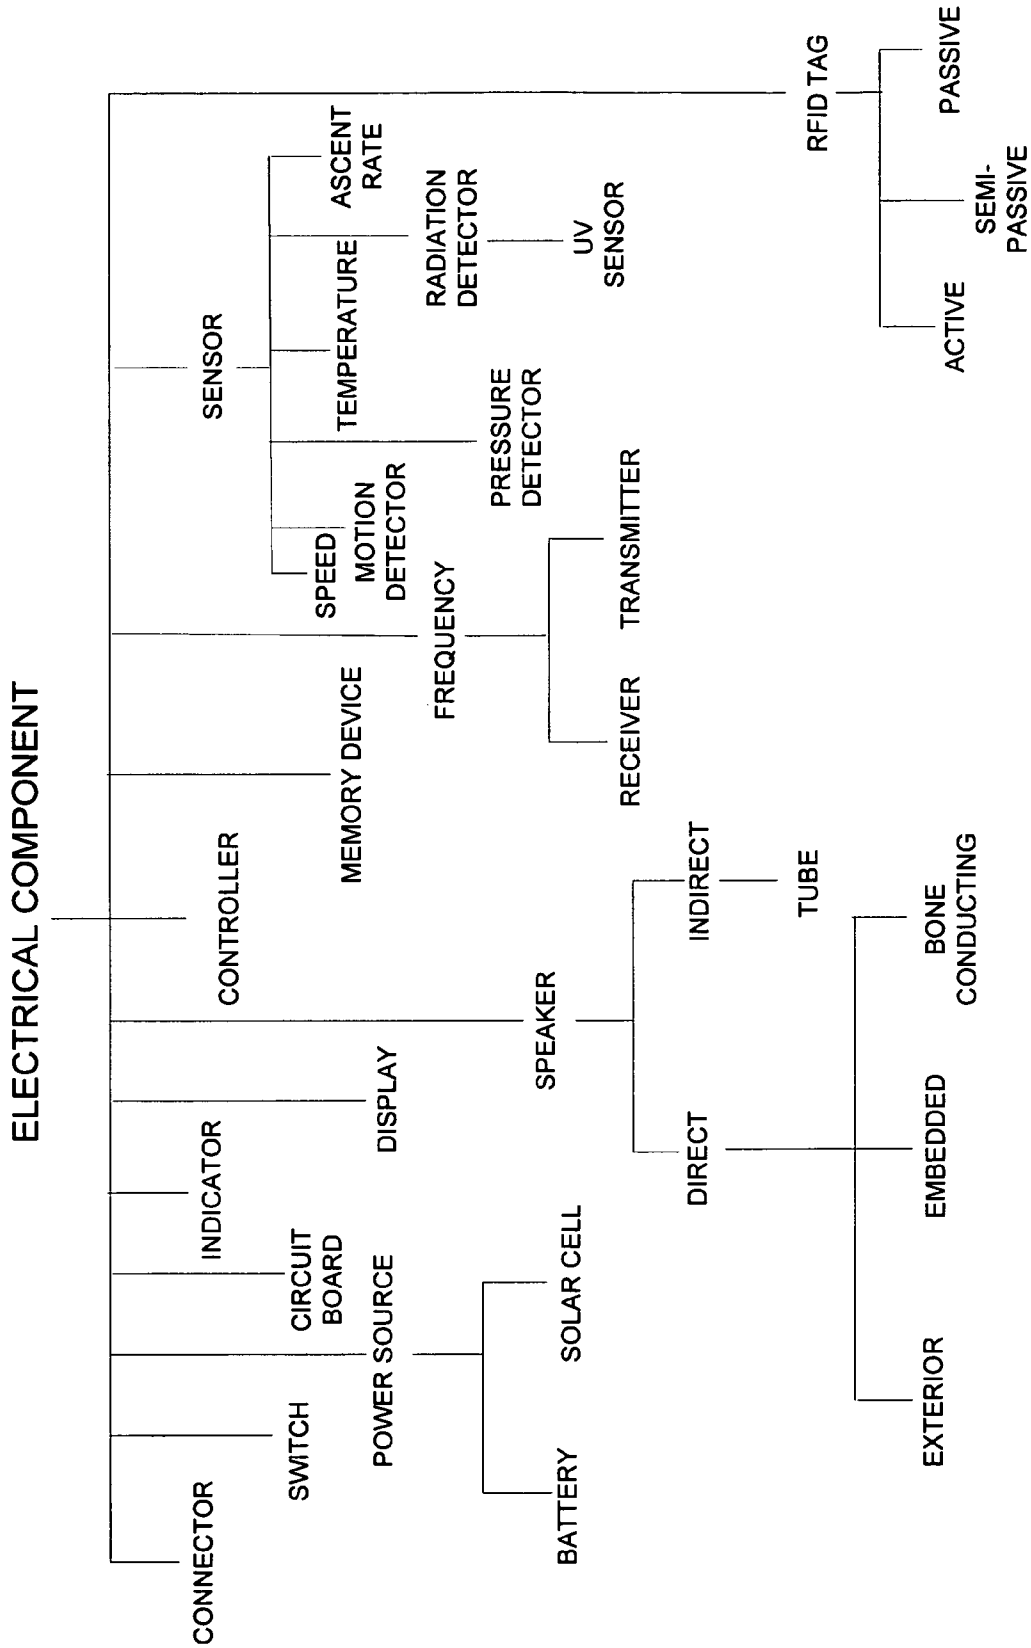 ELECTRICAL COMPONENT
CONNECTOR
SWITCH
POWER SOURCE
BATTERY
SOLAR CELL
CIRCUIT
BOARD
INDICATOR
DISPLAY
SPEAKER
DIRECT
EXTERIOR
EMBEDDED
BONE
CONDUCTING
INDIRECT
TUBE
CONTROLLER
MEMORY DEVICE
FREQUENCY
RECEIVER
TRANSMITTER
SENSOR
SPEED
MOTION
DETECTOR
PRESSURE
DETECTOR
TEMPERATURE
RADIATION
DETECTOR
UV
SENSOR
ASCENT
RATE
RFID TAG
ACTIVE
SEMI-
PASSIVE
PASSIVE